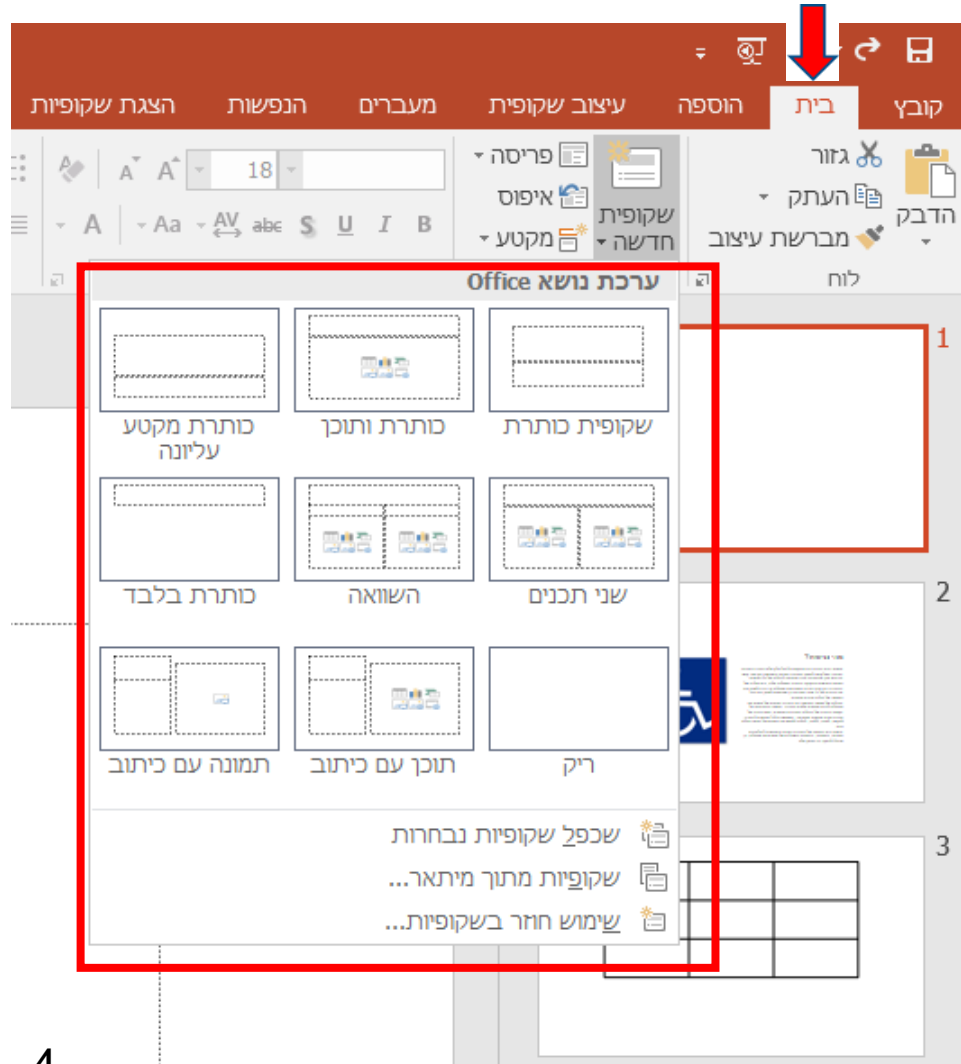 קובץ בית הוספה עיצוב שקופית מעברים הנפשות הצגת שקופיות
הדבק
גזור
העתק
מברשת עיצוב
לוח
שקופית
חדשה
פריסה
איפוס
מקטע
18
B I U S abc AV Aa A
ערכת נושא Office
שקופית כותרת
כותרת ותוכן
כותרת מקטע
עליונה
שני תכנים
השוואה
כותרת בלבד
ריק
תוכן עם כיתוב
תמונה עם כיתוב
שכפל שקופיות נבחרות
שקופיות מתוך מיתאר...
שימוש חוזר בשקופיות...
1
2
3
4